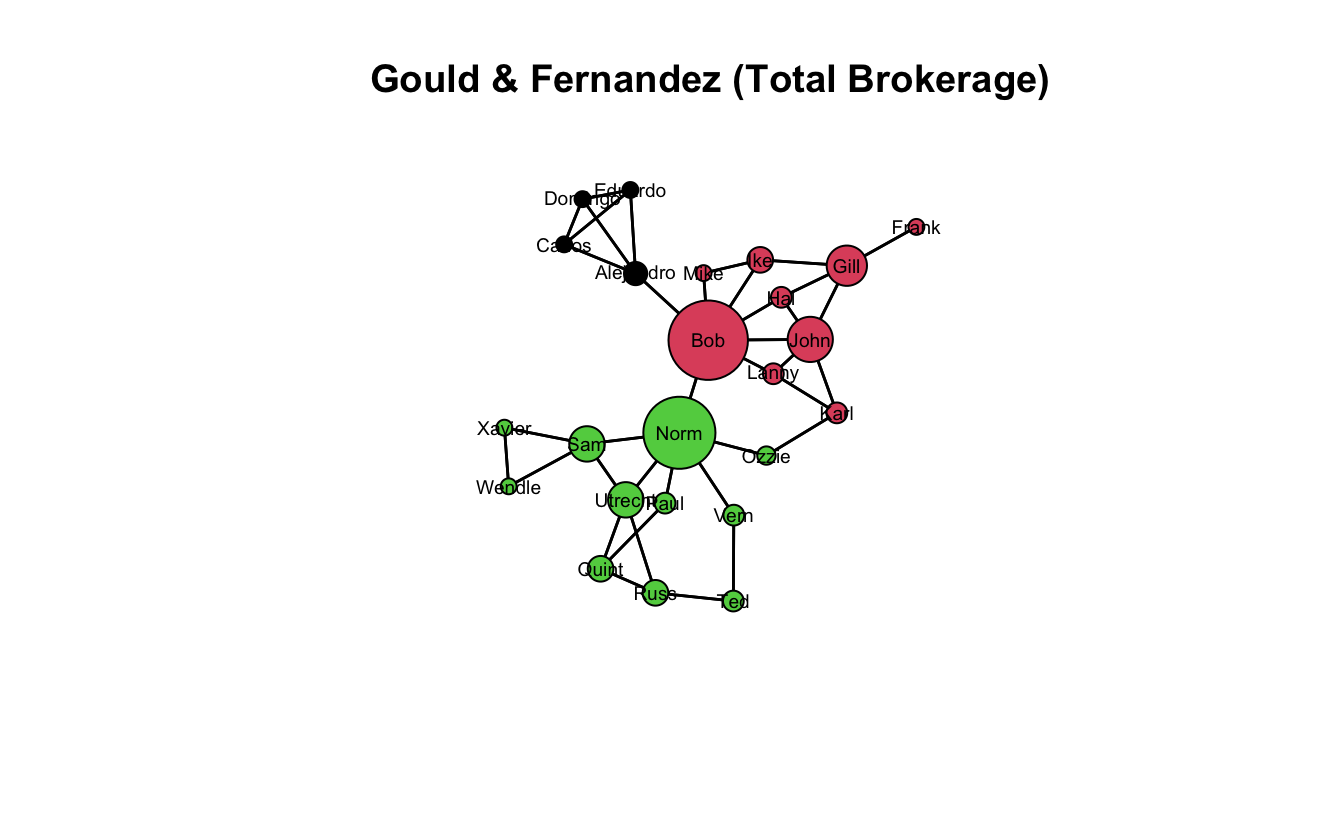 Gould & Fernandez (Total Brokerage)
Eduardo
Domingo
Frank
Carlos
Ike
Gill
Alejandro
Mike
Hal
Bob
John
Lanny
Karl
Xavier
Norm
Sam
Ozzie
Wendle
Utrecht
Paul
Vern
Quint
Russ
Ted